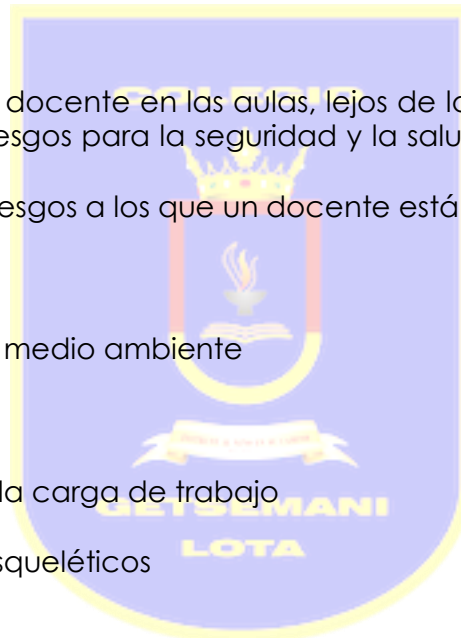 COLEGIO
docente en las aulas, lejos de lo
esgos para la seguridad y la salu
esgos a los que un docente está
medio ambiente
la carga de trabajo
GETSEMANI
LOTA
squeléticos